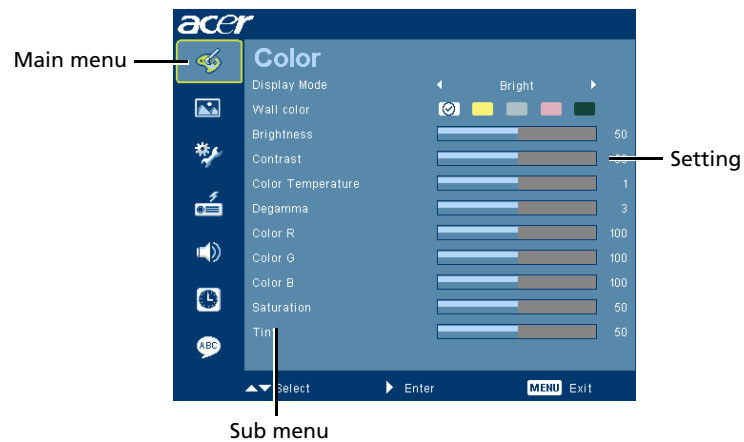 acer
Main menu
Color
Display Mode Bright
Wall color
Brightness 50
Contrast
Setting
Color Temperature 1
Degamma 3
Color R 100
Color G 100
Color B 100
Saturation 50
Tint 50
ABC
Select Enter MENU Exit
Sub menu